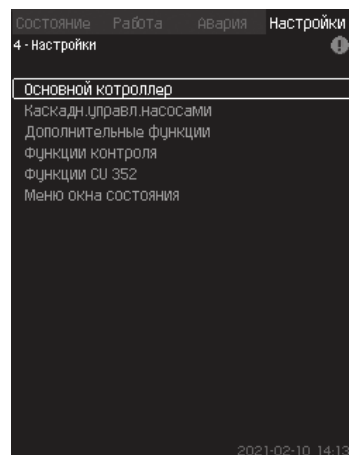 Состояние Работа Авария Настройки
4 - Настройки
Основной котроллер
Каскадн.управл.насосами
Дополнительные функции
Функции контроля
Функции CU 352
Меню окна состояния
2021-02-10 14:13